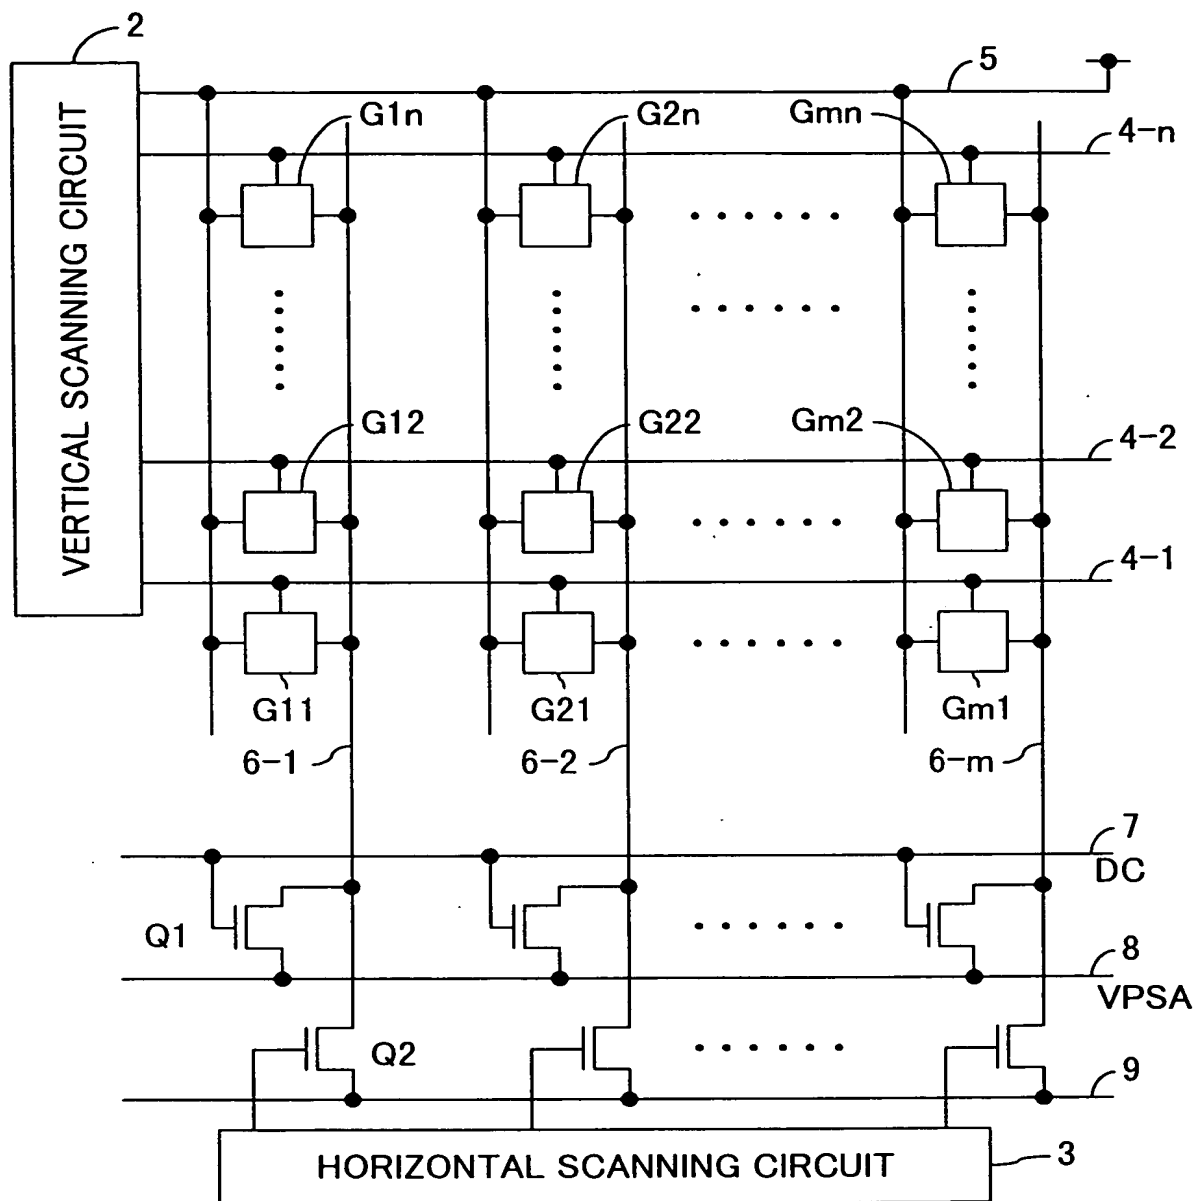 2
5
G1n
G2n
Gmn
4-n
VERTICAL SCANNING CIRCUIT
G12
G22
Gm2
4-2
4-1
G11
G21
Gm1
6-1
6-2
6-m
7
DC
Q1
8
VPSA
Q2
9
HORIZONTAL SCANNING CIRCUIT
3